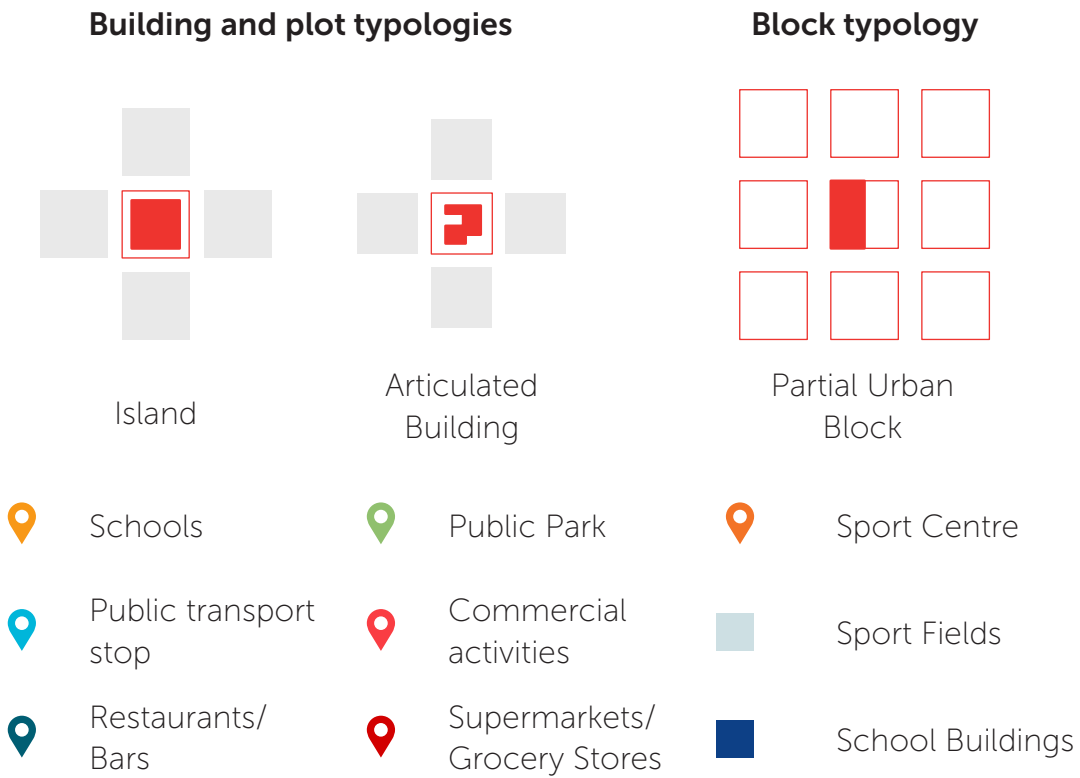 Building and plot typologies
Block typology
Island
Articulated
Building
Partial Urban
Block
Schools
Public Park
Sport Centre
Public transport
stop
Commercial
activities
Sport Fields
Restaurants/
Bars
Supermarkets/
Grocery Stores
School Buildings